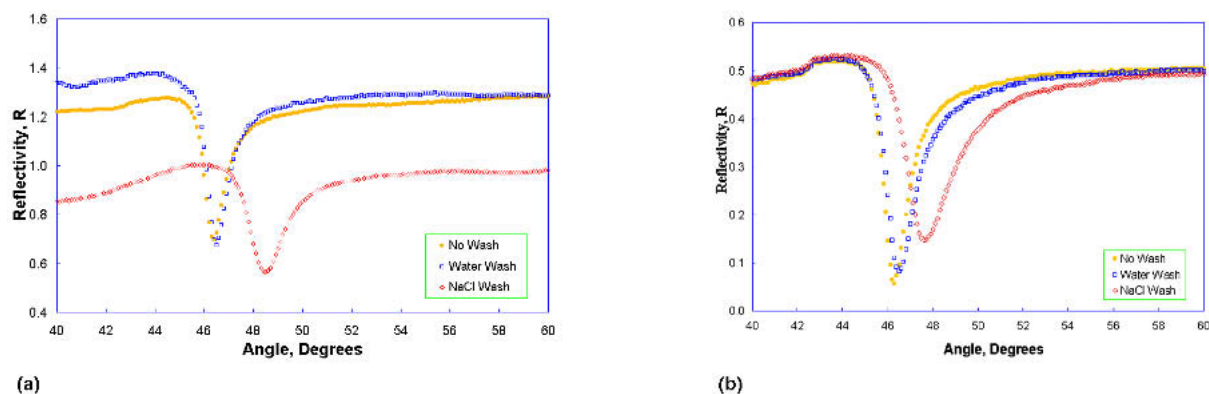 1.6
1.4
1.2
1.0
0.8
0.6
0.4
Reflectivity, R
No Wash
Water Wash
NaCl Wash
40 42 44 46 48 50 52 54 56 58 60
Angle, Degrees
(a)
0.6
0.5
0.4
0.3
0.2
0.1
0.0
Reflectivity, R
No Wash
Water Wash
NaCl Wash
40 42 44 46 48 50 52 54 56 58 60
Angle, Degrees
(b)